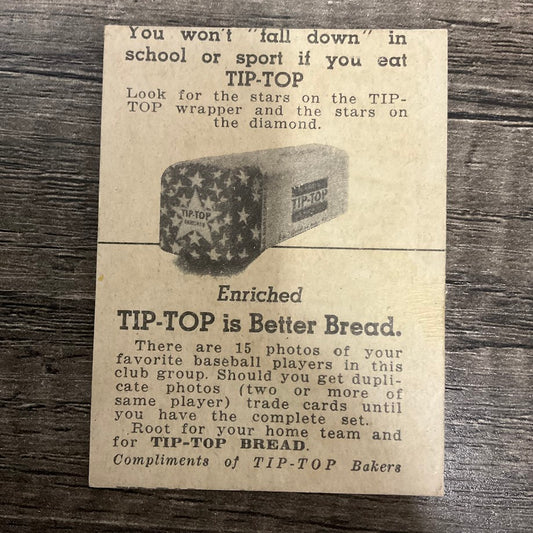 You won't "fall down" in
school or sport if you eat
TIP-TOP
Look for the stars on the TIP-
TOP wrapper and the stars on
the diamond.
TIP-TOP
BAKERIES
TIP-TOP
Enriched
TIP-TOP is Better Bread.
There are 15 photos of your
favorite baseball players in this
club group. Should you get dupli-
cate photos (two or more of
same player) trade cards until
you have the complete set.
Root for your home team and
for TIP-TOP BREAD.
Compliments of TIP-TOP Bakers